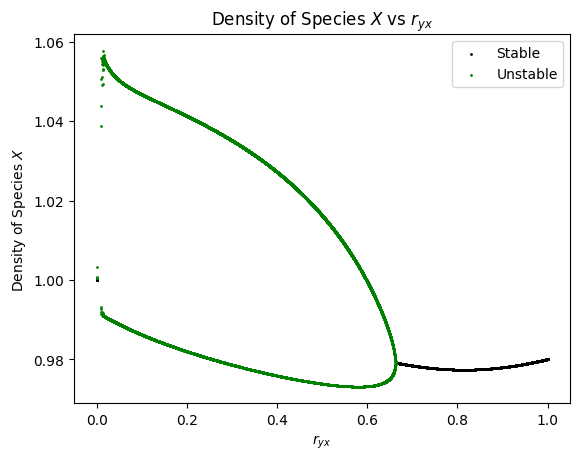 Density of Species X vs r_yx
Stable
Unstable
Density of Species X
1.06
1.04
1.02
1.00
0.98
0.0 0.2 0.4 0.6 0.8 1.0
r_yx